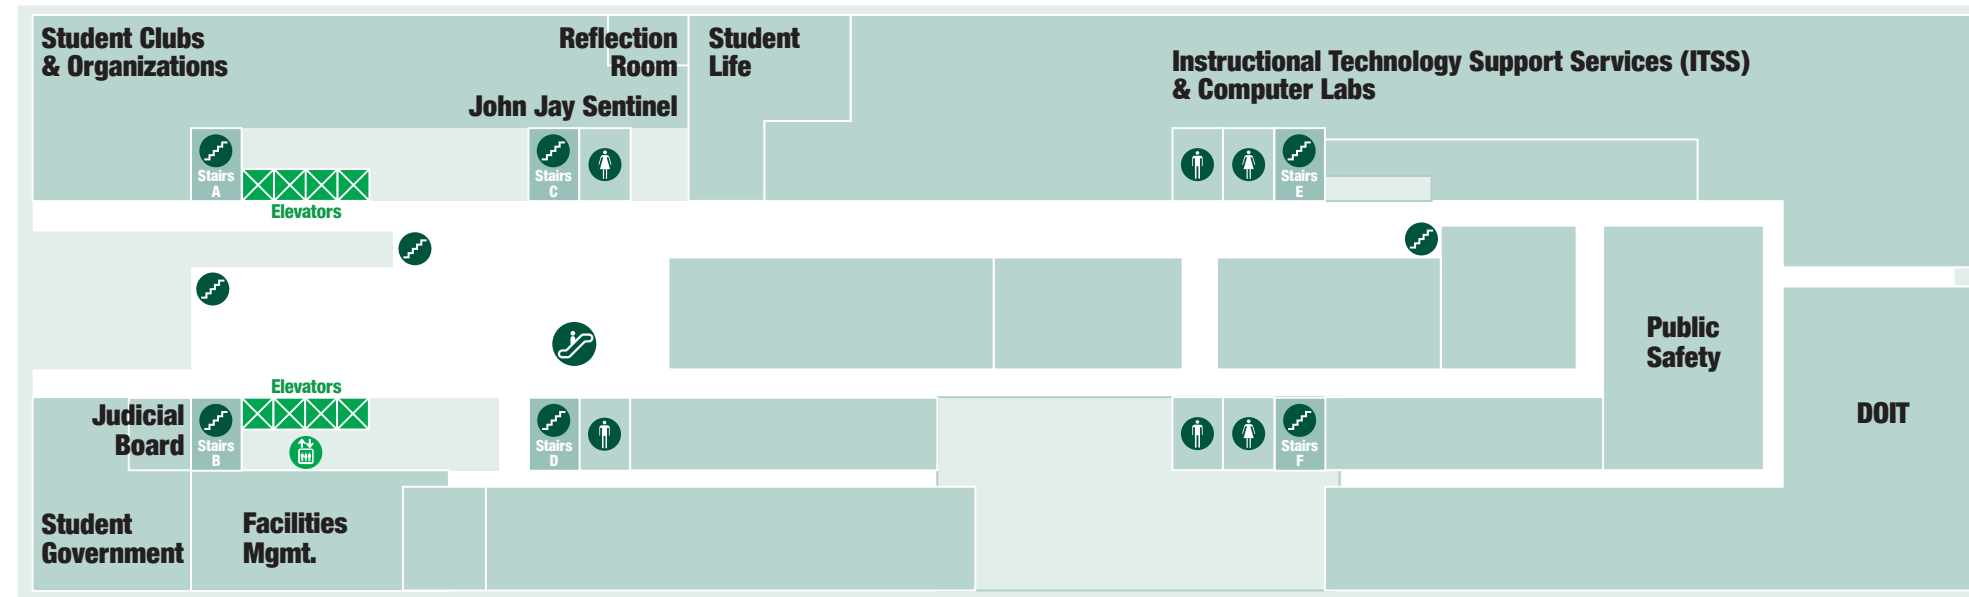 Student Clubs
& Organizations
Reflection
Room
John Jay Sentinel
Student
Life
Instructional Technology Support Services (ITSS)
& Computer Labs
Stairs
A
Elevators
Stairs
C
Stairs
E
Elevators
Judicial
Board
Stairs
B
Stairs
D
Stairs
F
Public
Safety
DOIT
Student
Government
Facilities
Mgmt.